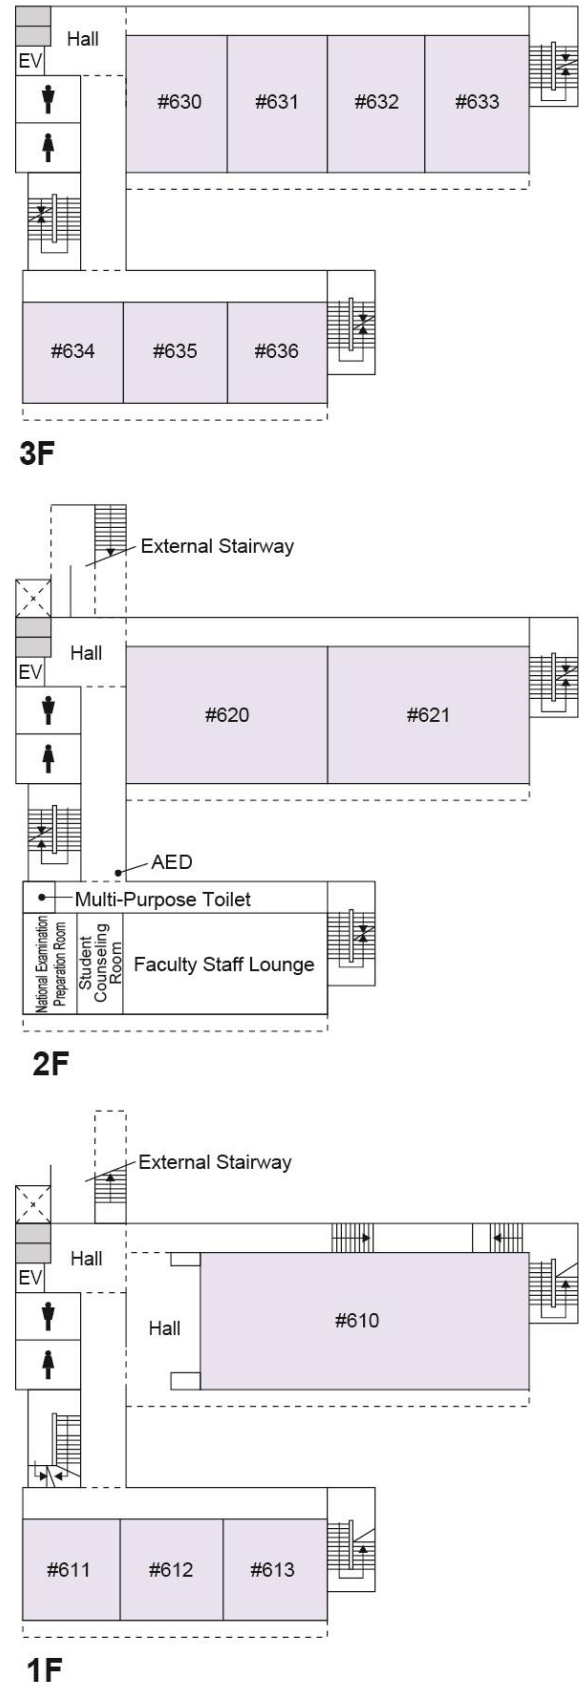 Hall
EV
#630
#631
#632
#633
#634
#635
#636
3F
External Stairway
Hall
EV
#620
#621
AED
Multi-Purpose Toilet
National Examination
Preparation Room
Student
Counseling
Room
Faculty Staff Lounge
2F
External Stairway
Hall
EV
Hall
#610
#611
#612
#613
1F